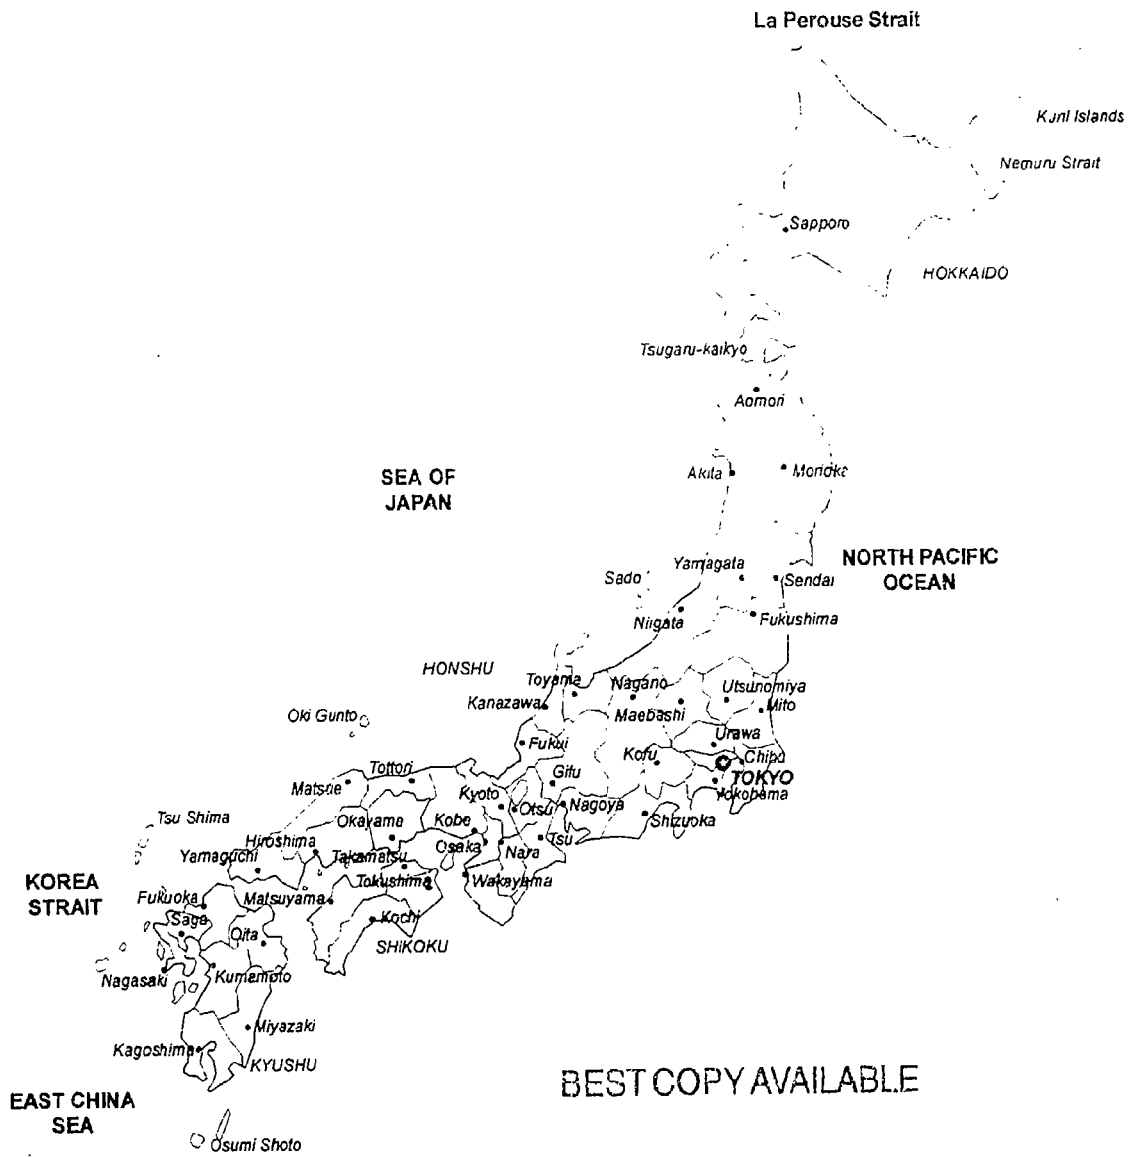 La Perouse Strait
Kuril Islands
Nemuru Strait
Sapporo
HOKKAIDO
Tsugaru-kaikyo
Aomori
Akita
Morioka
SEA OF
JAPAN
NORTH PACIFIC
OCEAN
Yamagata
Sado
Sendai
Niigata
Fukushima
HONSHU
Toyama
Nagano
Utsunomiya
Kanazawa
Maebashi
Mito
Oki Gunto
Urawa
Fukui
Kofu
Chiba
Tottori
Gifu
TOKYO
Matsue
Kyoto
Otsu
Nagoya
Yokohama
Tsu Shima
Okayama
Kobe
Shizuoka
Hiroshima
Takamatsu
Osaka
Nara
Tsu
Yamaguchi
Tokushima
Wakayama
KOREA
STRAIT
Fukuoka
Matsuyama
Saga
Kochi
Oita
SHIKOKU
Nagasaki
Kumamoto
Miyazaki
Kagoshima
KYUSHU
BEST COPY AVAILABLE
EAST CHINA
SEA
Osumi Shoto